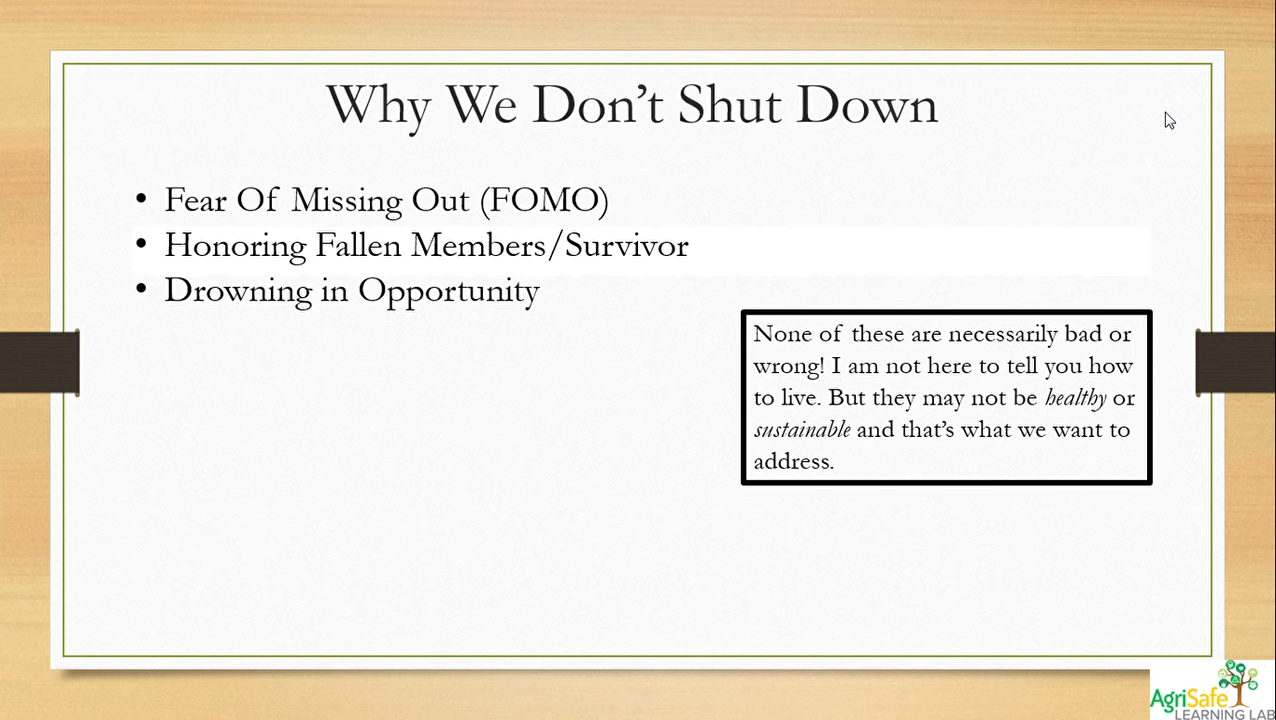 Why We Don’t Shut Down
• Fear Of Missing Out (FOMO)
• Honoring Fallen Members/Survivor
• Drowning in Opportunity
None of these are necessarily bad or
wrong! I am not here to tell you how
to live. But they may not be healthy or
sustainable and that’s what we want to
address.
AgriSafe
LEARNING LAB